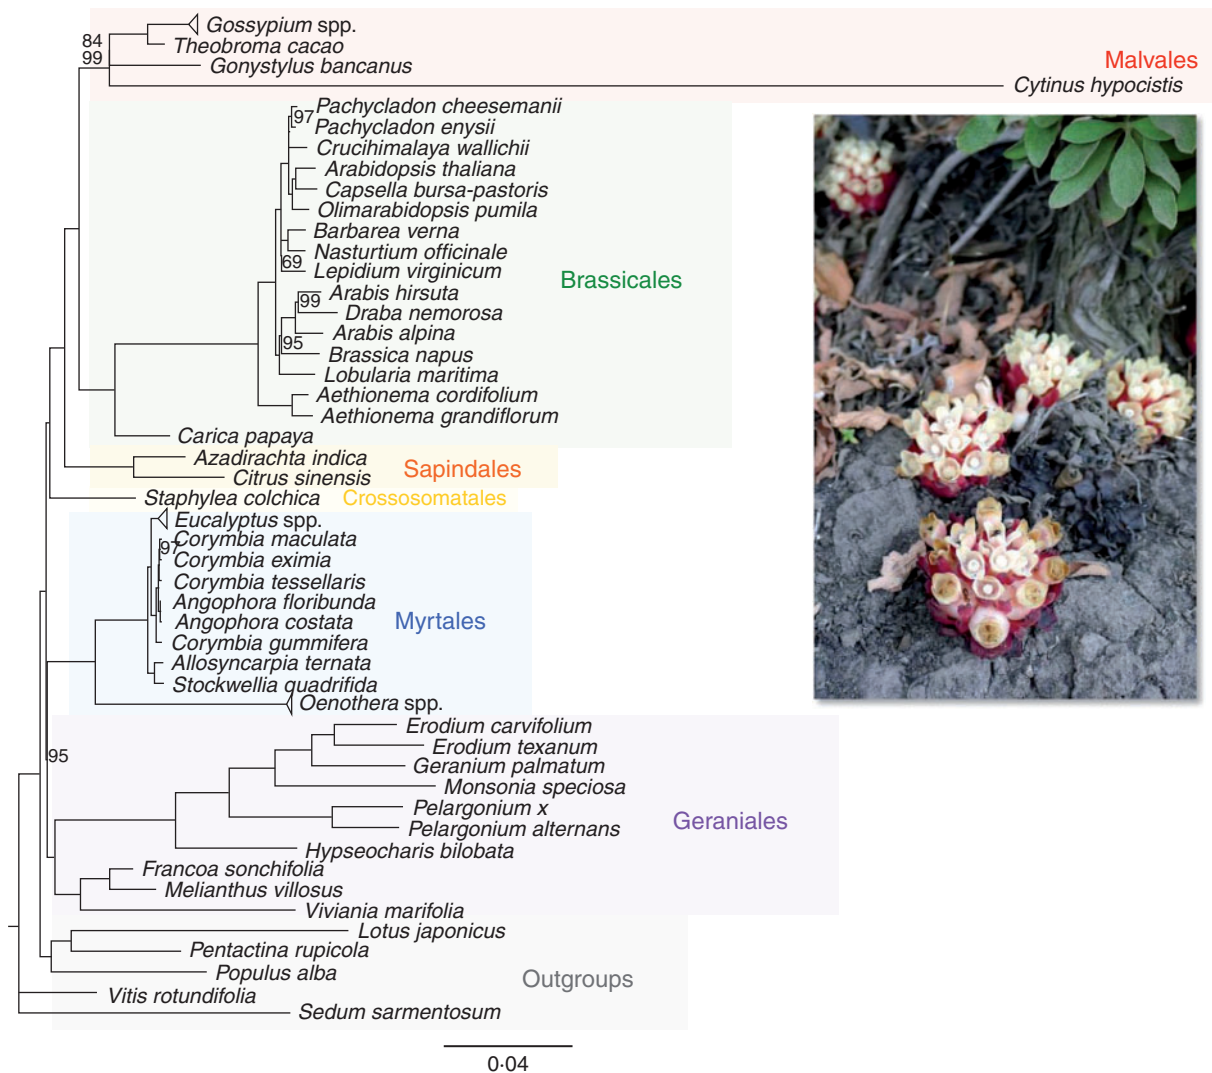 Gossypium spp.
84
Theobroma cacao
99
Gonystylus bancanus
Malvales
Cytinus hypocistis
Pachycladon cheesemanii
97
Pachycladon enysii
Crucihimalaya wallichii
Arabidopsis thaliana
Capsella bursa-pastoris
Olimarabidopsis pumila
Barbarea verna
Nasturtium officinale
69
Lepidium virginicum
Brassicales
Arabis hirsuta
99
Draba nemorosa
Arabis alpina
95
Brassica napus
Lobularia maritima
Aethionema cordifolium
Aethionema grandiflorum
Carica papaya
Azadirachta indica
Sapindales
Citrus sinensis
Staphylea colchica
Crossosomatales
Eucalyptus spp.
97
Corymbia maculata
Corymbia eximia
Corymbia tessellaris
Angophora floribunda
Angophora costata
Myrtales
Corymbia gummifera
Allosyncarpia ternata
Stockwellia quadrifida
Oenothera spp.
Erodium carvifolium
Erodium texanum
95
Geranium palmatum
Monsonia speciosa
Pelargonium x
Geraniales
Pelargonium alternans
Hypseocharis bilobata
Francoa sonchifolia
Melianthus villosus
Viviania marifolia
Lotus japonicus
Pentactina rupicola
Populus alba
Outgroups
Vitis rotundifolia
Sedum sarmentosum
0·04